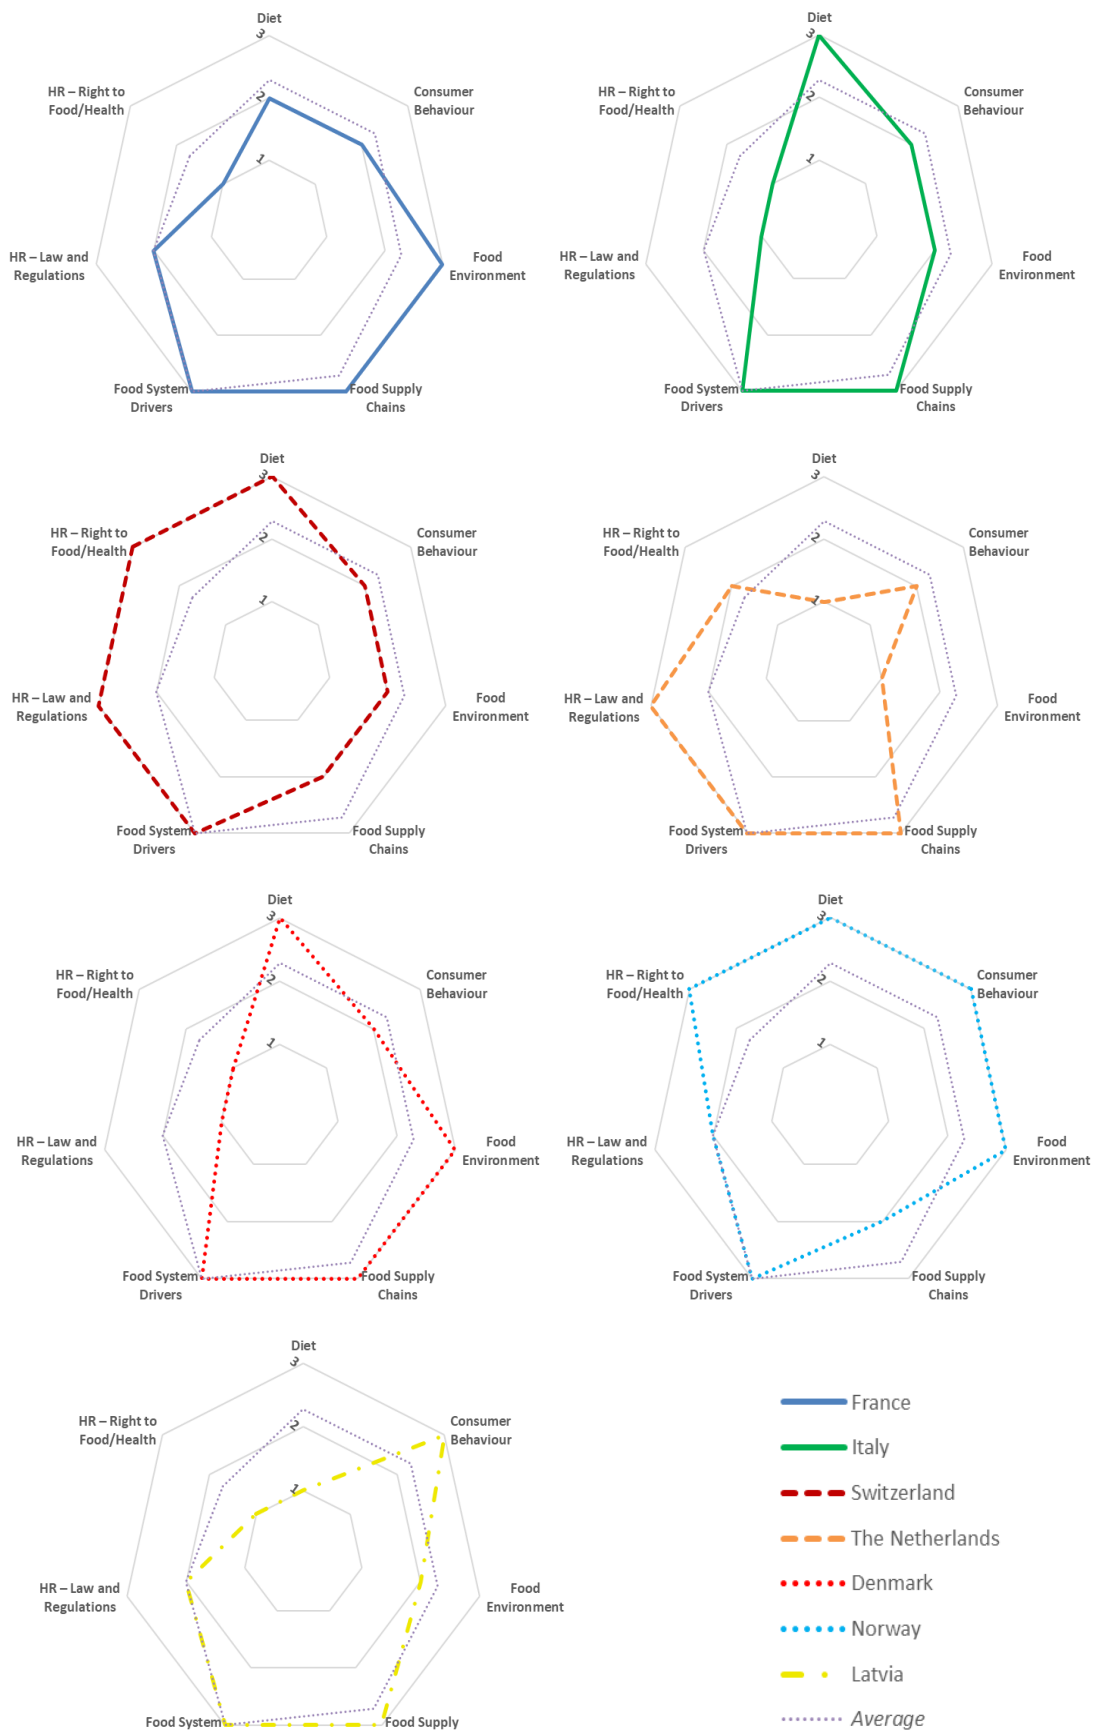 Diet
3
HR – Right to
Food/Health
Consumer
Behaviour
2
1
HR – Law and
Regulations
Food
Environment
Food System
Drivers
Food Supply
Chains
Diet
3
HR – Right to
Food/Health
Consumer
Behaviour
2
1
HR – Law and
Regulations
Food
Environment
Food System
Drivers
Food Supply
Chains
Diet
3
HR – Right to
Food/Health
Consumer
Behaviour
2
1
HR – Law and
Regulations
Food
Environment
Food System
Drivers
Food Supply
Chains
Diet
3
HR – Right to
Food/Health
Consumer
Behaviour
2
1
HR – Law and
Regulations
Food
Environment
Food System
Drivers
Food Supply
Chains
Diet
3
HR – Right to
Food/Health
Consumer
Behaviour
2
1
HR – Law and
Regulations
Food
Environment
Food System
Drivers
Food Supply
Chains
Diet
3
HR – Right to
Food/Health
Consumer
Behaviour
2
1
HR – Law and
Regulations
Food
Environment
Food System
Drivers
Food Supply
Chains
Diet
3
HR – Right to
Food/Health
Consumer
Behaviour
2
1
HR – Law and
Regulations
Food
Environment
Food System
Food Supply
France
Italy
Switzerland
The Netherlands
Denmark
Norway
Latvia
Average